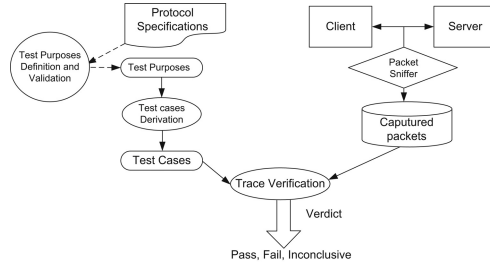 Protocol
Specifications
Client
Server
Test Purposes
Definition and
Validation
Test Purposes
Packet
Sniffer
Test cases
Derivation
Caputured
packets
Test Cases
Trace Verification
Verdict
Pass, Fail, Inconclusive